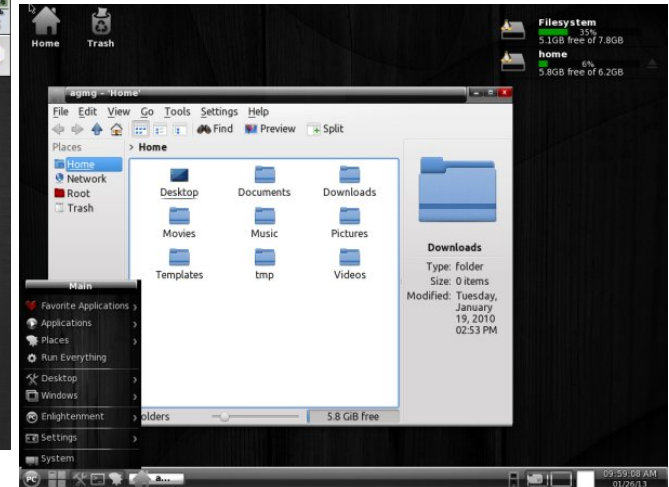 Home
Trash
Filesystem
35%
5.1GB free of 7.8GB
home
6%
5.8GB free of 6.2GB
agmg – 'Home'
File Edit View Go Tools Settings Help
Find Preview Split
Places
Home
Network
Root
Trash
> Home
Desktop Documents Downloads
Movies Music Pictures
Templates tmp Videos
Downloads
Type: folder
Size: 0 items
Modified: Tuesday,
January
19, 2010
02:53 PM
olders
5.8 GiB free
Main
Favorite Applications
Applications
Places
Run Everything
Desktop
Windows
Enlightenment
Settings
System
a...
09:59:08 AM
01/26/13